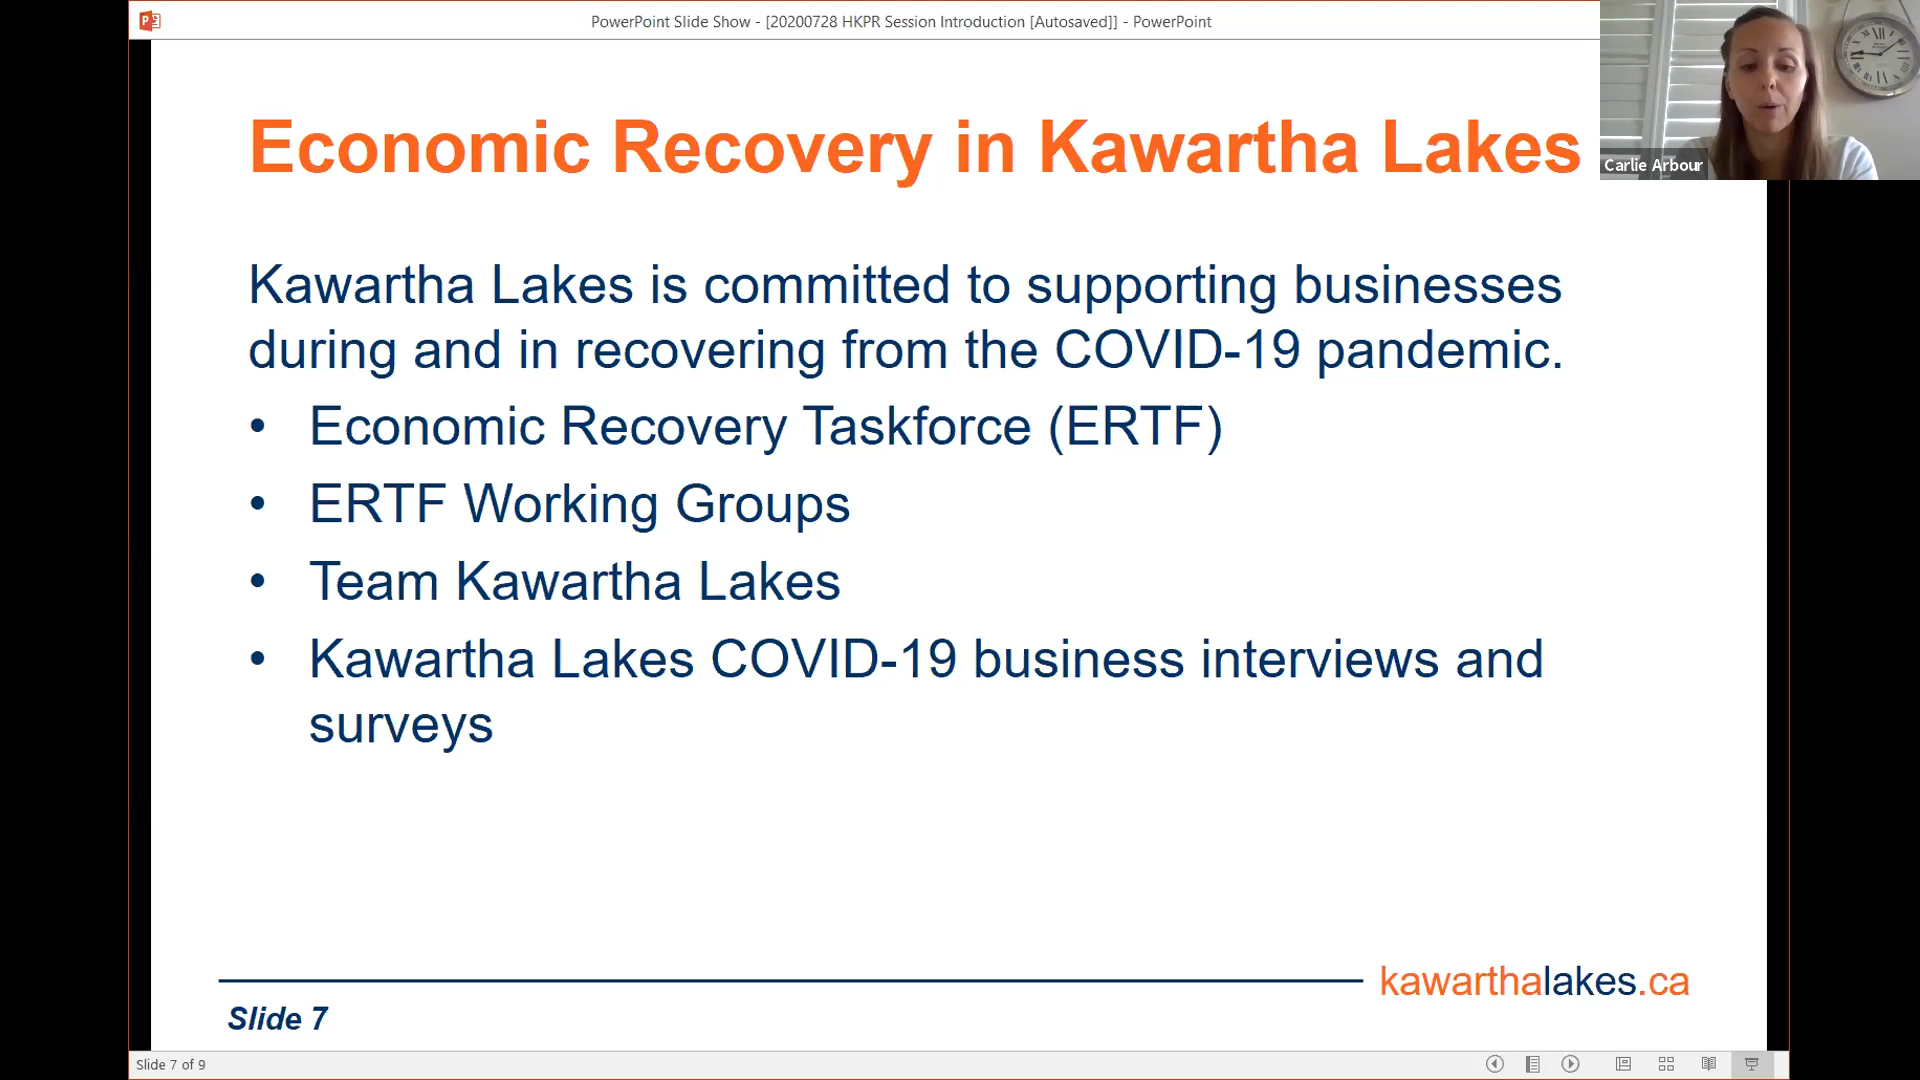 PowerPoint Slide Show - [20200728 HKPR Session Introduction [Autosaved]] - PowerPoint
Carlie Arbour
Economic Recovery in Kawartha Lakes
Kawartha Lakes is committed to supporting businesses
during and in recovering from the COVID-19 pandemic.
• Economic Recovery Taskforce (ERTF)
• ERTF Working Groups
• Team Kawartha Lakes
• Kawartha Lakes COVID-19 business interviews and
surveys
kawarthalakes.ca
Slide 7
Slide 7 of 9